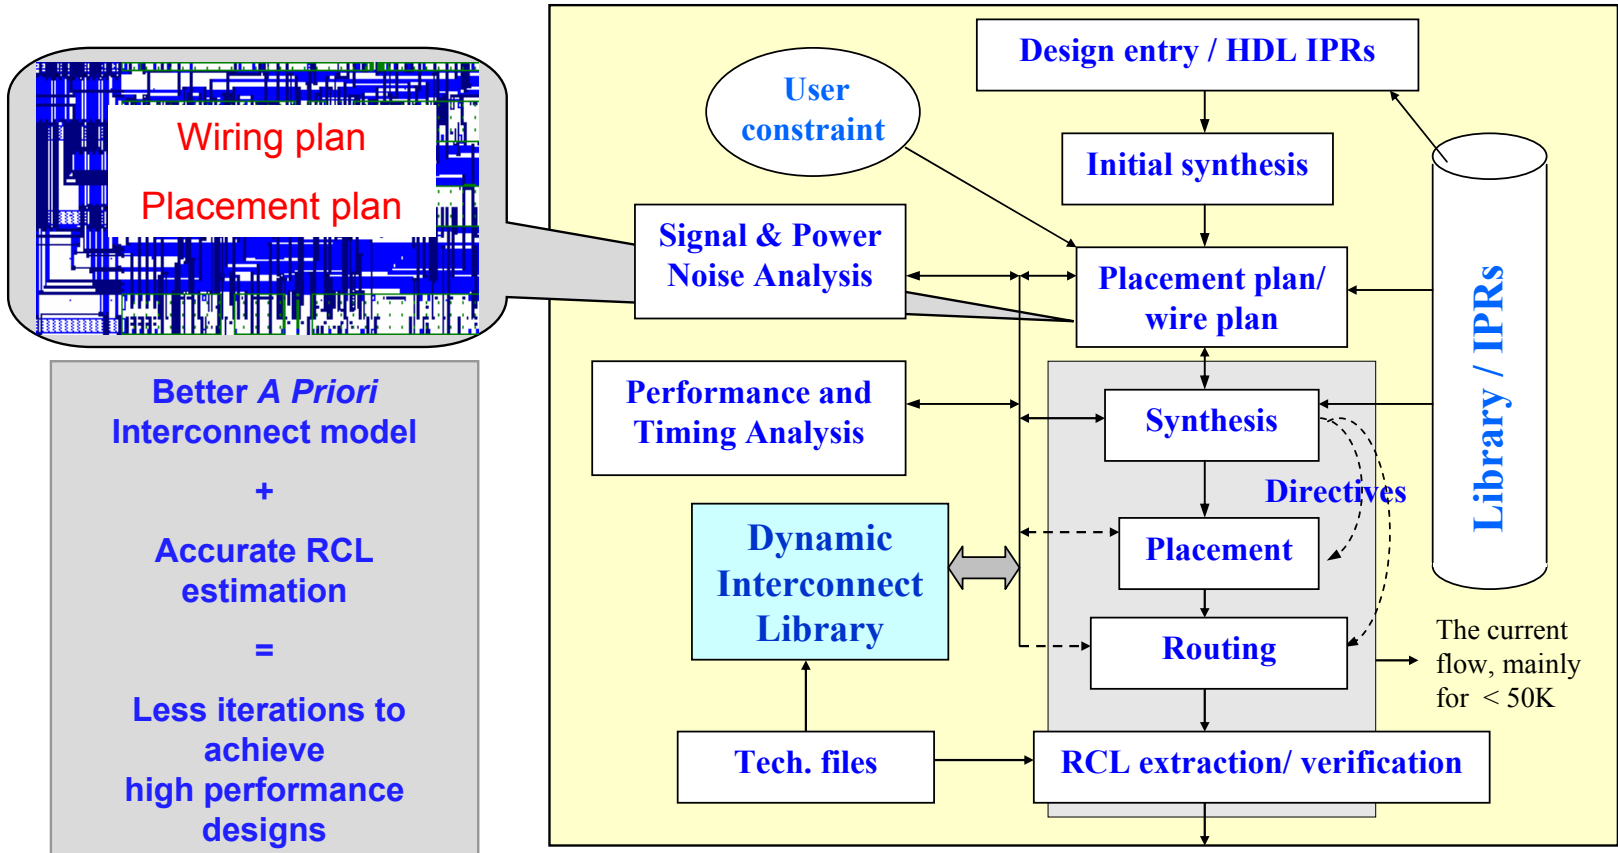 Wiring plan
Placement plan
Better A Priori
Interconnect model
+
Accurate RCL
estimation
=
Less iterations to
achieve
high performance
designs
Design entry / HDL IPRs
User
constraint
Initial synthesis
Signal & Power
Noise Analysis
Placement plan/
wire plan
Performance and
Timing Analysis
Synthesis
Directives
Library / IPRs
Dynamic
Interconnect
Library
Placement
Routing
The current
flow, mainly
for < 50K
Tech. files
RCL extraction/ verification